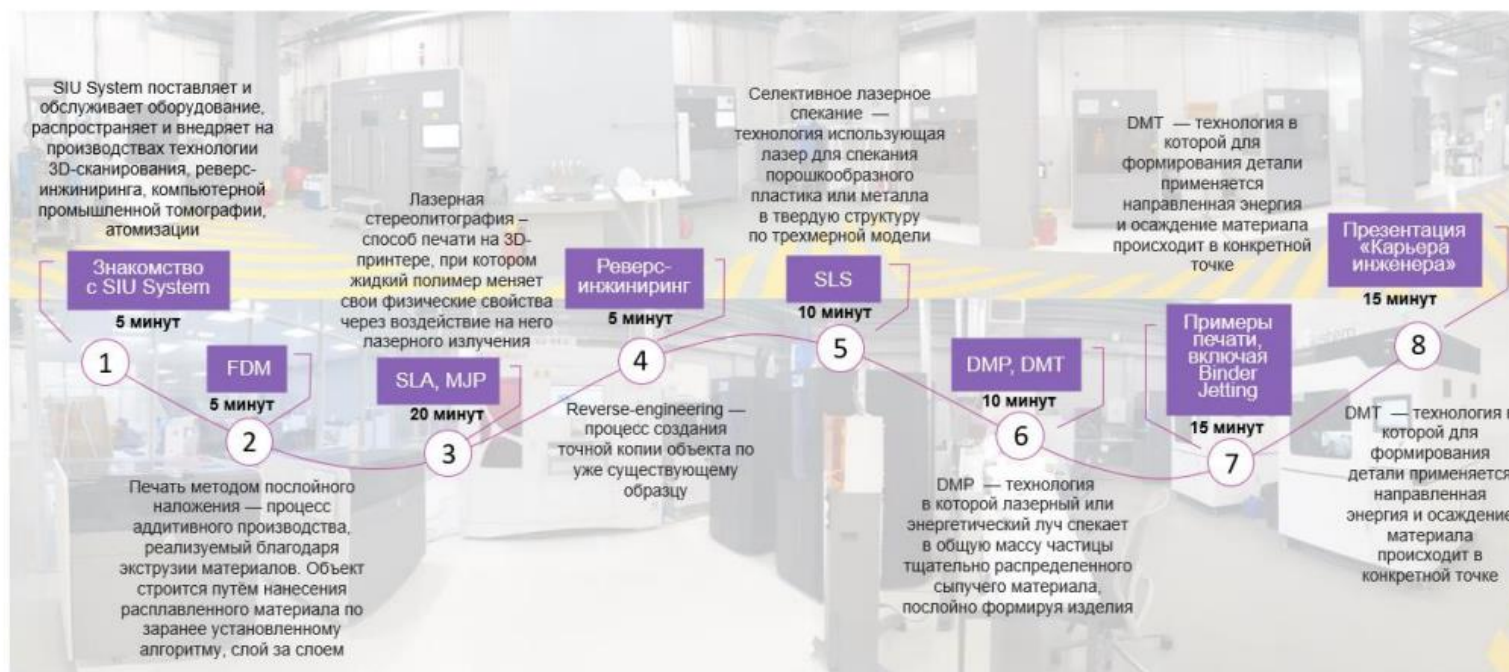 SIU System поставляет и
обслуживает оборудование,
распространяет и внедряет на
производствах технологии
3D-сканирования, реверс-
инжиниринга, компьютерной
промышленной томографии,
атомизации
Знакомство
с SIU System
5 минут
1
FDM
5 минут
2
Печать методом послойного
наложения — процесс
аддитивного производства,
реализуемый благодаря
экструзии материалов. Объект
строится путём нанесения
расплавленного материала по
заранее установленному
алгоритму, слой за слоем
Лазерная
стереолитография –
способ печати на 3D-
принтере, при котором
жидкий полимер меняет
свои физические свойства
через воздействие на него
лазерного излучения
SLA, MJP
20 минут
3
Реверс-
инжиниринг
5 минут
4
Reverse-engineering —
процесс создания
точной копии объекта по
уже существующему
образцу
Селективное лазерное
спекание —
технология использующая
лазер для спекания
порошкообразного
пластика или металла
в твердую структуру
по трехмерной модели
SLS
10 минут
5
DMP, DMT
10 минут
6
DMP — технология
в которой лазерный или
энергетический луч спекает
в общую массу частицы
тщательно распределенного
сыпучего материала,
послойно формируя изделия
DMT — технология в
которой для
формирования детали
применяется
направленная энергия
и осаждение материала
происходит в конкретной
точке
Примеры
печати,
включая
Binder
Jetting
15 минут
7
Презентация
«Карьера
инженера»
15 минут
8
DMT — технология в
которой для
формирования
детали применяется
направленная
энергия и осаждение
материала
происходит в
конкретной точке